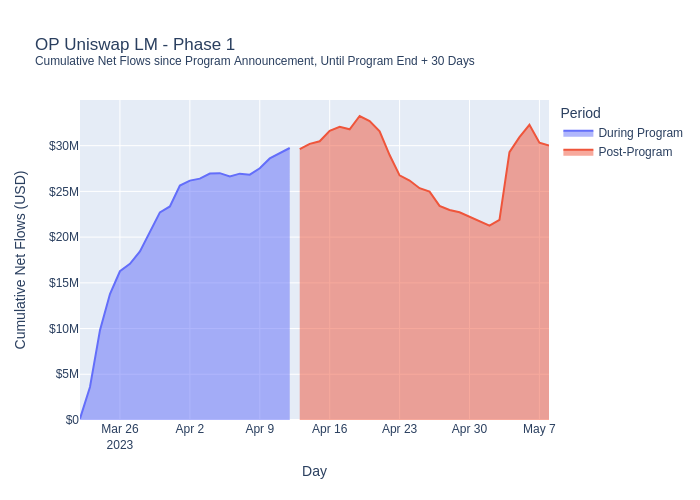 OP Uniswap LM - Phase 1
Cumulative Net Flows since Program Announcement, Until Program End + 30 Days
Period
During Program
Post-Program
Cumulative Net Flows (USD)
$30M
$25M
$20M
$15M
$10M
$5M
$0
Mar 26 Apr 2 Apr 9 Apr 16 Apr 23 Apr 30 May 7
2023
Day